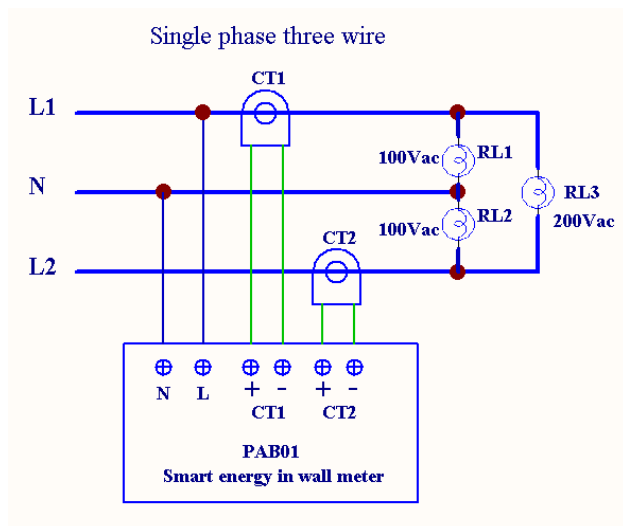 Single phase three wire
CT1
L1
100Vac
RL1
N
RL3
200Vac
100Vac
RL2
CT2
L2
N L + - + -
CT1 CT2
PAB01
Smart energy in wall meter